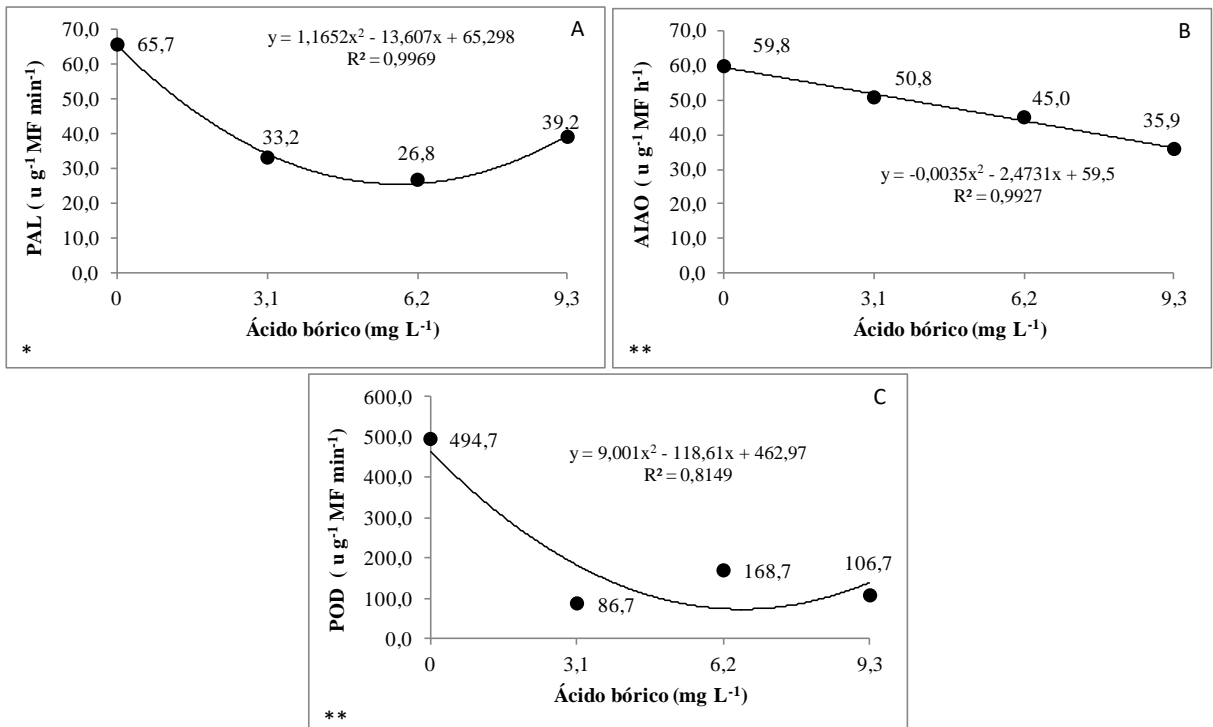 A
70,0
60,0
50,0
40,0
30,0
20,0
10,0
0,0
PAL ( u g⁻¹ MF min⁻¹)
65,7
33,2
26,8
39,2
y = 1,1652x² - 13,607x + 65,298
R² = 0,9969
0 3,1 6,2 9,3
Ácido bórico (mg L⁻¹)
*
B
70,0
60,0
50,0
40,0
30,0
20,0
10,0
0,0
AIAO ( u g⁻¹ MF h⁻¹)
59,8
50,8
45,0
35,9
y = -0,0035x² - 2,4731x + 59,5
R² = 0,9927
0 3,1 6,2 9,3
Ácido bórico (mg L⁻¹)
**
C
600,0
500,0
400,0
300,0
200,0
100,0
0,0
POD ( u g⁻¹ MF min⁻¹)
494,7
86,7
168,7
106,7
y = 9,001x² - 118,61x + 462,97
R² = 0,8149
0 3,1 6,2 9,3
Ácido bórico (mg L⁻¹)
**